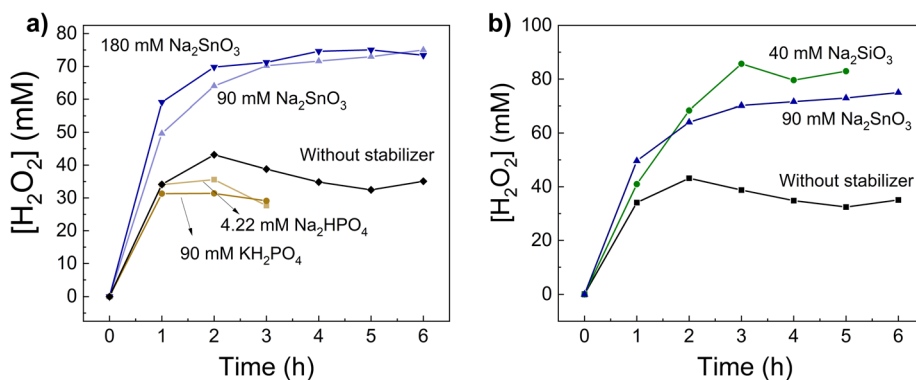 a)
[H₂O₂] (mM)
80
70
60
50
40
30
20
10
0
180 mM Na₂SnO₃
90 mM Na₂SnO₃
Without stabilizer
4.22 mM Na₂HPO₄
90 mM KH₂PO₄
0 1 2 3 4 5 6
Time (h)
b)
[H₂O₂] (mM)
100
80
60
40
20
0
40 mM Na₂SiO₃
90 mM Na₂SnO₃
Without stabilizer
0 1 2 3 4 5 6
Time (h)